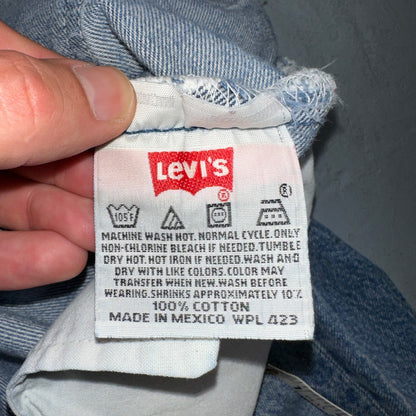 LEVI'S
105F
MACHINE WASH HOT. NORMAL CYCLE. ONLY
NON-CHLORINE BLEACH IF NEEDED. TUMBLE
DRY HOT. HOT IRON IF NEEDED. WASH AND
DRY WITH LIKE COLORS. COLOR MAY
TRANSFER WHEN NEW. WASH BEFORE
WEARING. SHRINKS APPROXIMATELY 10%
100% COTTON
MADE IN MEXICO WPL 423